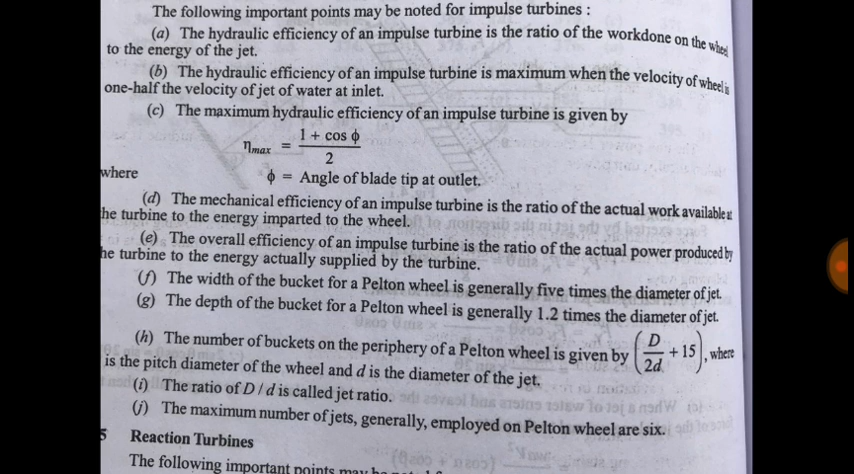 The following important points may be noted for impulse turbines :
(a) The hydraulic efficiency of an impulse turbine is the ratio of the workdone on the wheel
to the energy of the jet.
(b) The hydraulic efficiency of an impulse turbine is maximum when the velocity of wheel is
one-half the velocity of jet of water at inlet.
(c) The maximum hydraulic efficiency of an impulse turbine is given by
η_max = (1 + cos ϕ) / 2
where ϕ = Angle of blade tip at outlet.
(d) The mechanical efficiency of an impulse turbine is the ratio of the actual work available at
he turbine to the energy imparted to the wheel.
(e) The overall efficiency of an impulse turbine is the ratio of the actual power produced by
he turbine to the energy actually supplied by the turbine.
(f) The width of the bucket for a Pelton wheel is generally five times the diameter of jet.
(g) The depth of the bucket for a Pelton wheel is generally 1.2 times the diameter of jet.
(h) The number of buckets on the periphery of a Pelton wheel is given by (D/2d + 15), where
is the pitch diameter of the wheel and d is the diameter of the jet.
(i) The ratio of D / d is called jet ratio.
(j) The maximum number of jets, generally, employed on Pelton wheel are six.
5 Reaction Turbines
The following important points may